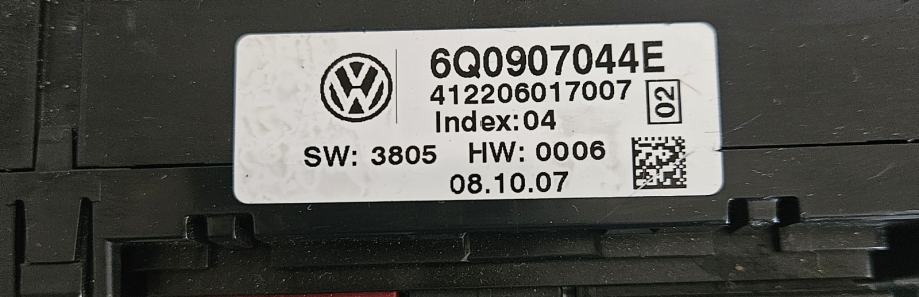 6Q0907044E
412206017007 02
Index:04
SW: 3805 HW: 0006
08.10.07